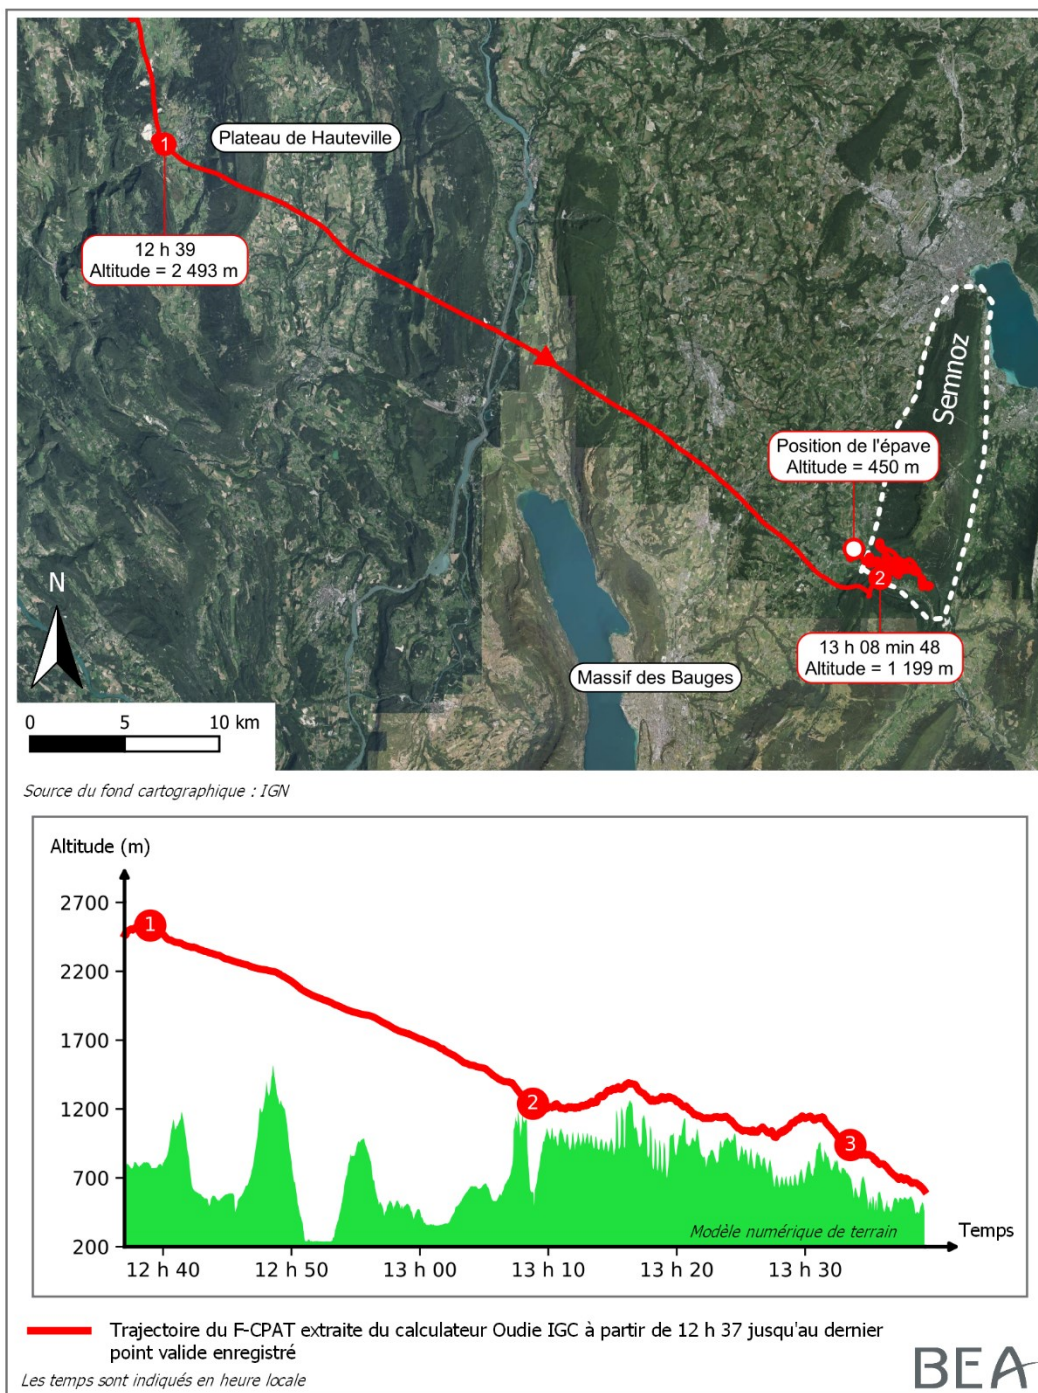 Plateau de Hauteville
1
12 h 39
Altitude = 2 493 m
Semnoz
Position de l'épave
Altitude = 450 m
2
13 h 08 min 48
Altitude = 1 199 m
Massif des Bauges
N
0 5 10 km
Source du fond cartographique : IGN
Altitude (m)
2700
2200
1700
1200
700
200
1
2
3
Modèle numérique de terrain
Temps
12 h 40 12 h 50 13 h 00 13 h 10 13 h 20 13 h 30
Trajectoire du F-CPAT extraite du calculateur Oudie IGC à partir de 12 h 37 jusqu'au dernier
point valide enregistré
Les temps sont indiqués en heure locale
BEA